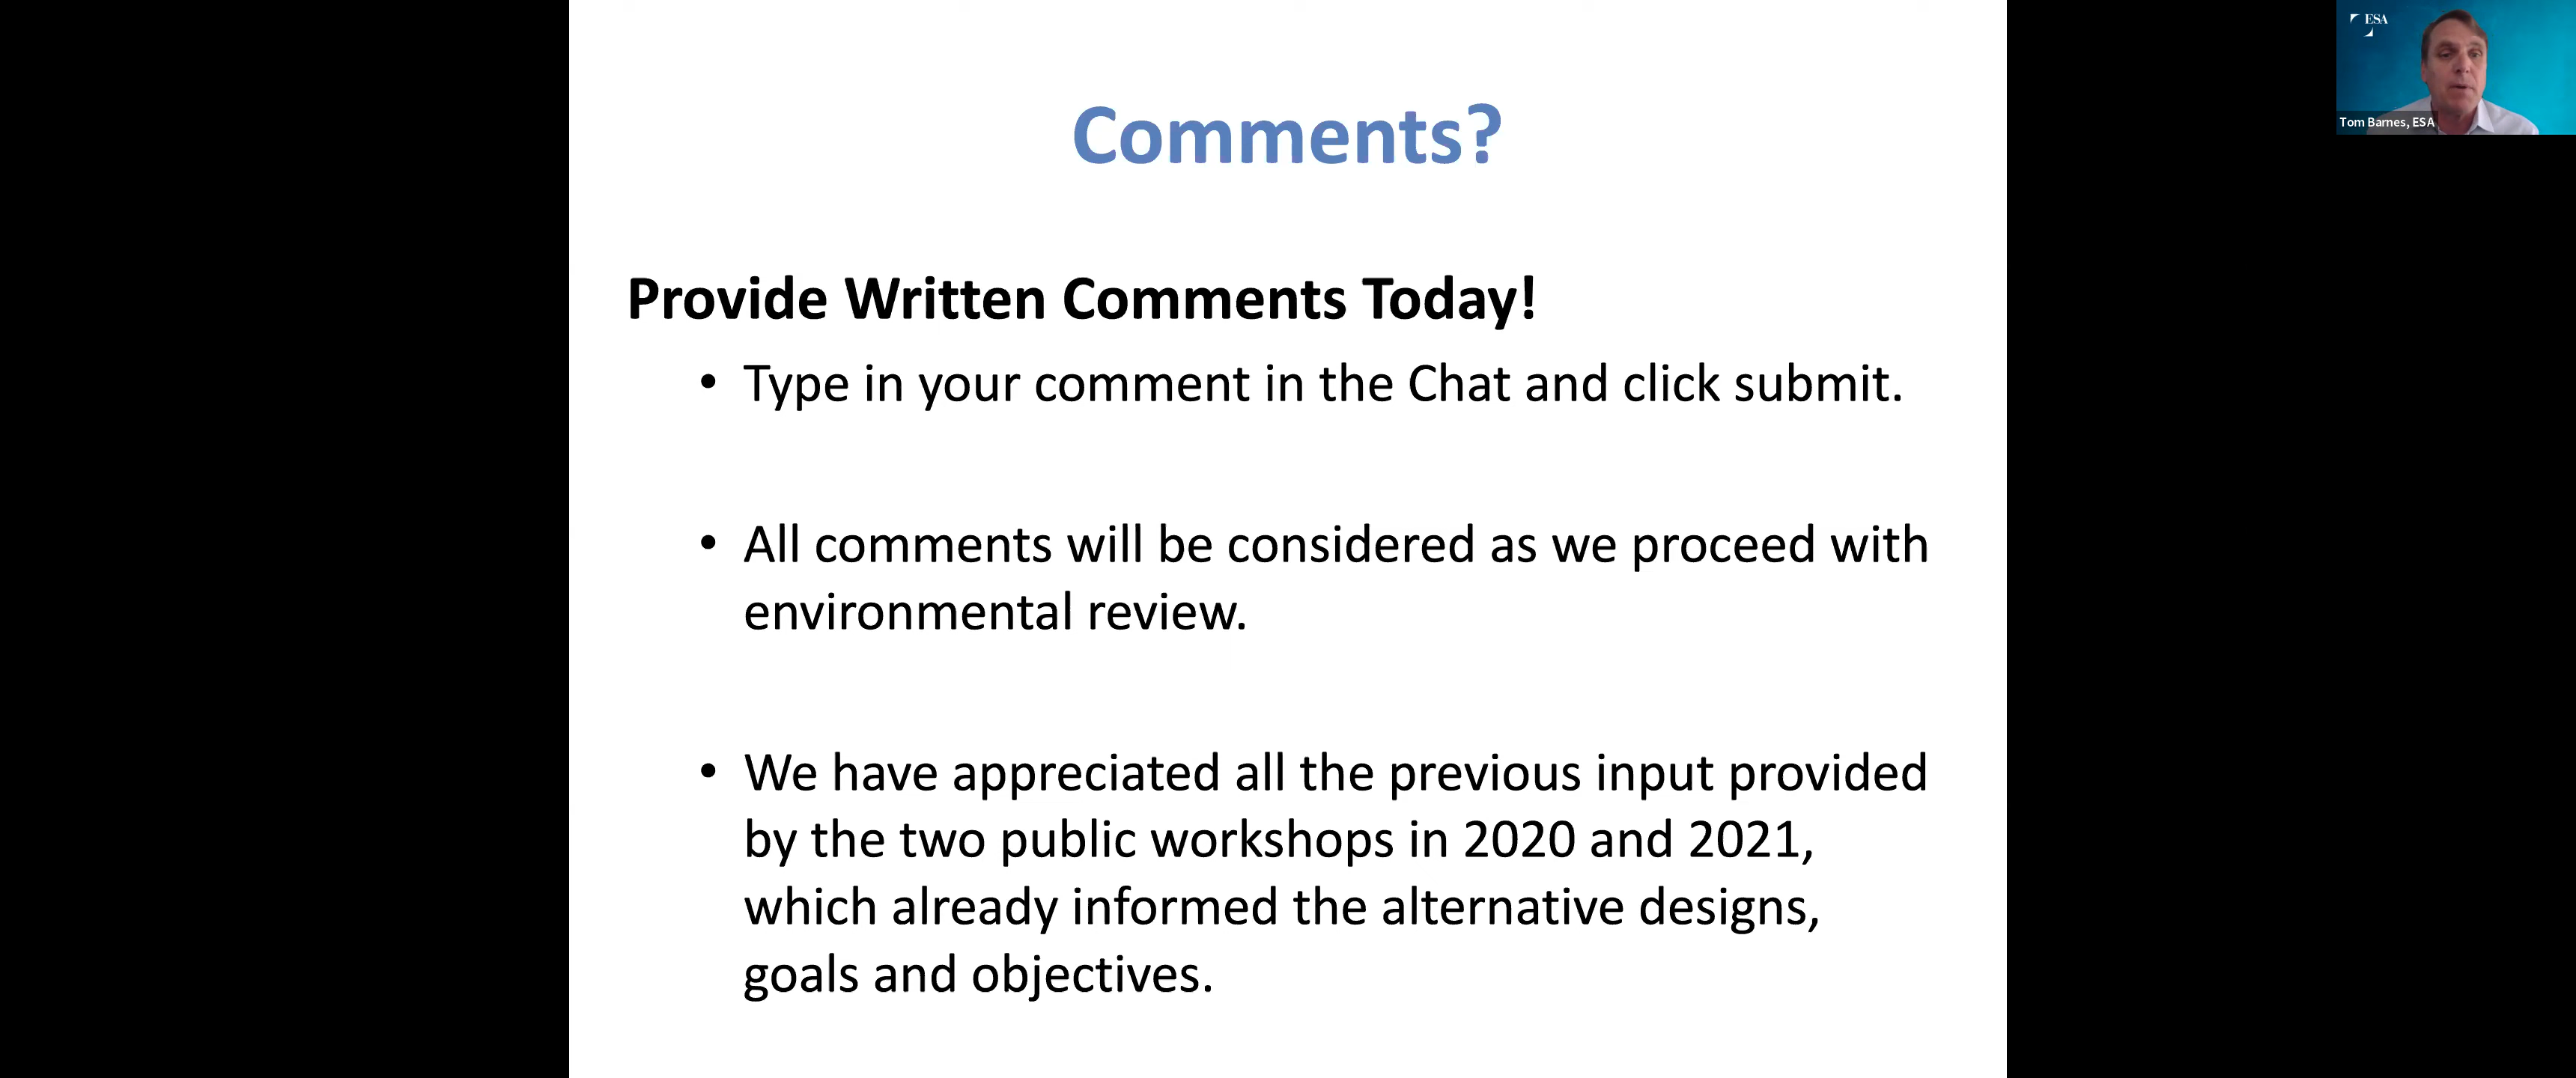 Comments?
Provide Written Comments Today!
• Type in your comment in the Chat and click submit.
• All comments will be considered as we proceed with
environmental review.
• We have appreciated all the previous input provided
by the two public workshops in 2020 and 2021,
which already informed the alternative designs,
goals and objectives.
ESA
Tom Barnes, ESA